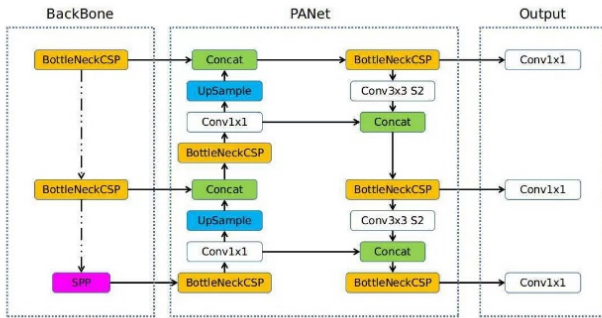 BackBone
PANet
Output
BottleNeckCSP
Concat
BottleNeckCSP
Conv1x1
UpSample
Conv3x3 S2
Conv1x1
Concat
BottleNeckCSP
BottleNeckCSP
Concat
BottleNeckCSP
Conv1x1
UpSample
Conv3x3 S2
Conv1x1
Concat
SPP
BottleNeckCSP
BottleNeckCSP
Conv1x1